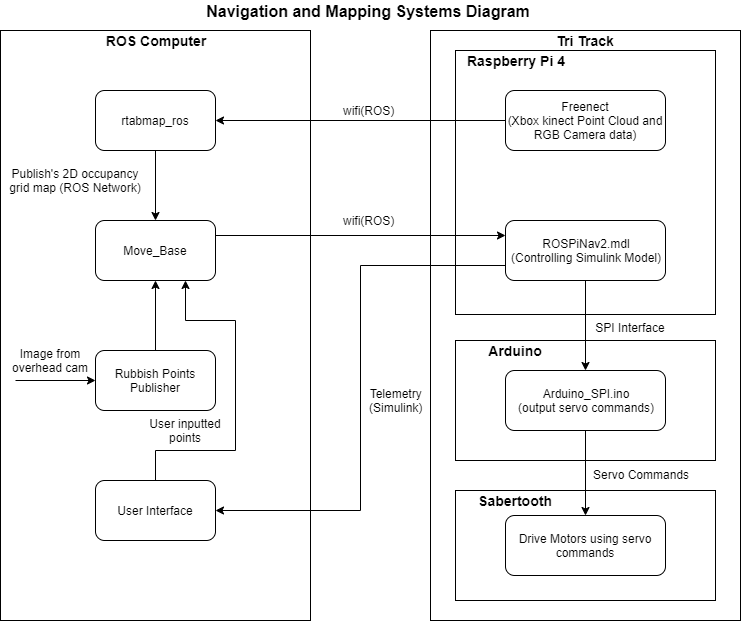 Navigation and Mapping Systems Diagram
ROS Computer
Tri Track
Raspberry Pi 4
rtabmap_ros
wifi(ROS)
Freenect
(Xbox kinect Point Cloud and
RGB Camera data)
Publish's 2D occupancy
grid map (ROS Network)
Move_Base
wifi(ROS)
ROSPiNav2.mdl
(Controlling Simulink Model)
SPI Interface
Image from
overhead cam
Rubbish Points
Publisher
Arduino
Telemetry
(Simulink)
Arduino_SPI.ino
(output servo commands)
User inputted
points
Servo Commands
User Interface
Sabertooth
Drive Motors using servo
commands